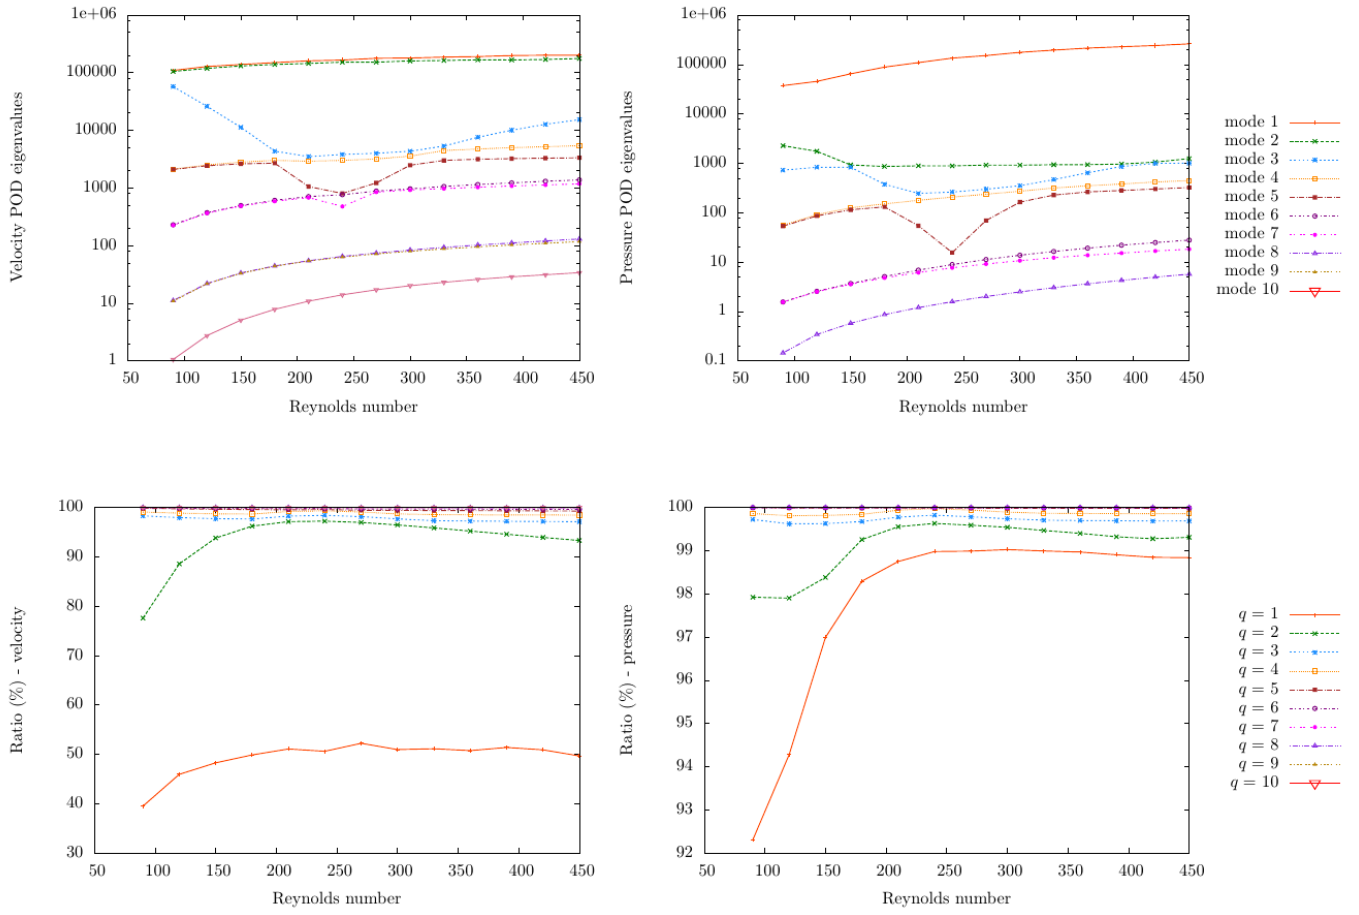 1e+06
100000
10000
1000
100
10
1
50
100
150
200
250
300
350
400
450
Reynolds number
Velocity POD eigenvalues
1e+06
100000
10000
1000
100
10
1
0.1
50
100
150
200
250
300
350
400
450
Reynolds number
Pressure POD eigenvalues
mode 1
mode 2
mode 3
mode 4
mode 5
mode 6
mode 7
mode 8
mode 9
mode 10
100
90
80
70
60
50
40
30
50
100
150
200
250
300
350
400
450
Reynolds number
Ratio (%) - velocity
100
99
98
97
96
95
94
93
92
50
100
150
200
250
300
350
400
450
Reynolds number
Ratio (%) - pressure
q = 1
q = 2
q = 3
q = 4
q = 5
q = 6
q = 7
q = 8
q = 9
q = 10